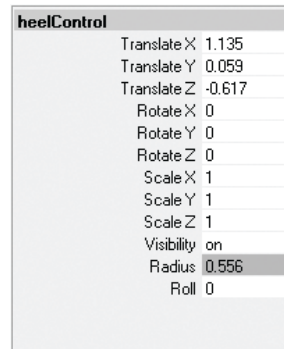 heelControl
Translate X 1.135
Translate Y 0.059
Translate Z -0.617
Rotate X 0
Rotate Y 0
Rotate Z 0
Scale X 1
Scale Y 1
Scale Z 1
Visibility on
Radius 0.556
Roll 0